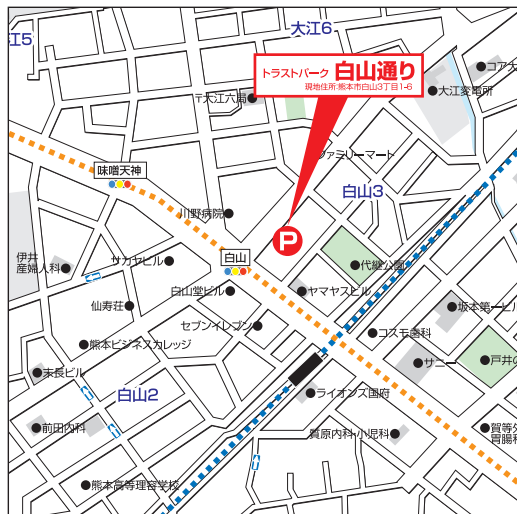 大江6
江5
トラストパーク 白山通り
現地住所:熊本市白山3丁目1-6
コア大
大江変電所
〒大江六局
ファミリーマート
味噌天神
白山3
川野病院
P
白山
伊井
産婦人科
サカヤビル
代継公園
白山堂ビル
ヤマヤスビル
仙寿荘
坂本第一ビル
セブンイレブン
コスモ歯科
熊本ビジネスカレッジ
サニー
戸井の
末長ビル
白山2
ライオンズ国府
前田内科
質原内科・小児科
賀等外
胃腸科
熊本高等理容学校